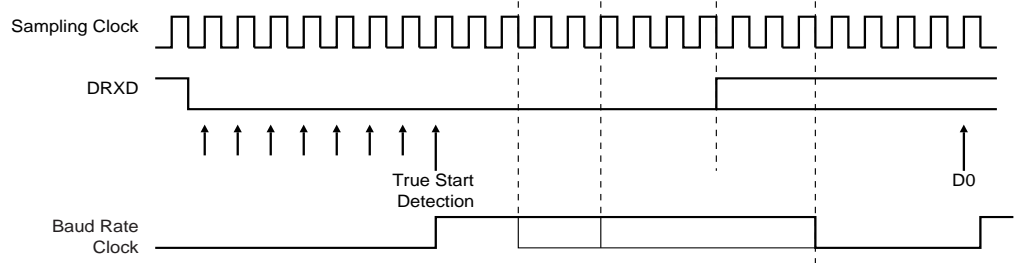 Sampling Clock
DRXD
True Start
Detection
D0
Baud Rate
Clock